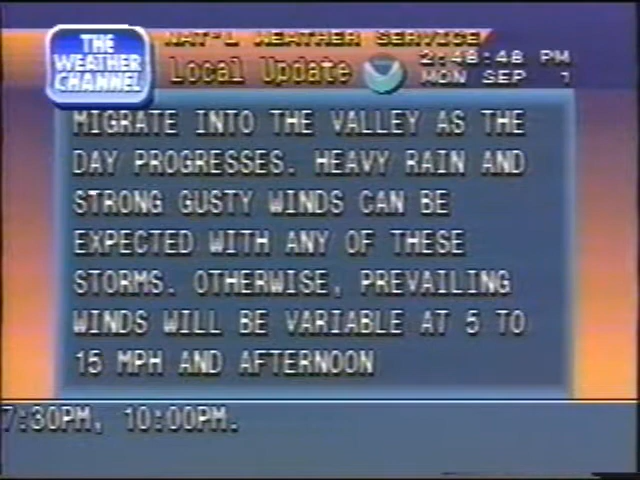 THE
WEATHER
CHANNEL
NAT'L WEATHER SERVICE
Local Update
2:48:48 PM
MON SEP 1
MIGRATE INTO THE VALLEY AS THE
DAY PROGRESSES. HEAVY RAIN AND
STRONG GUSTY WINDS CAN BE
EXPECTED WITH ANY OF THESE
STORMS. OTHERWISE, PREVAILING
WINDS WILL BE VARIABLE AT 5 TO
15 MPH AND AFTERNOON
7:30PM, 10:00PM.